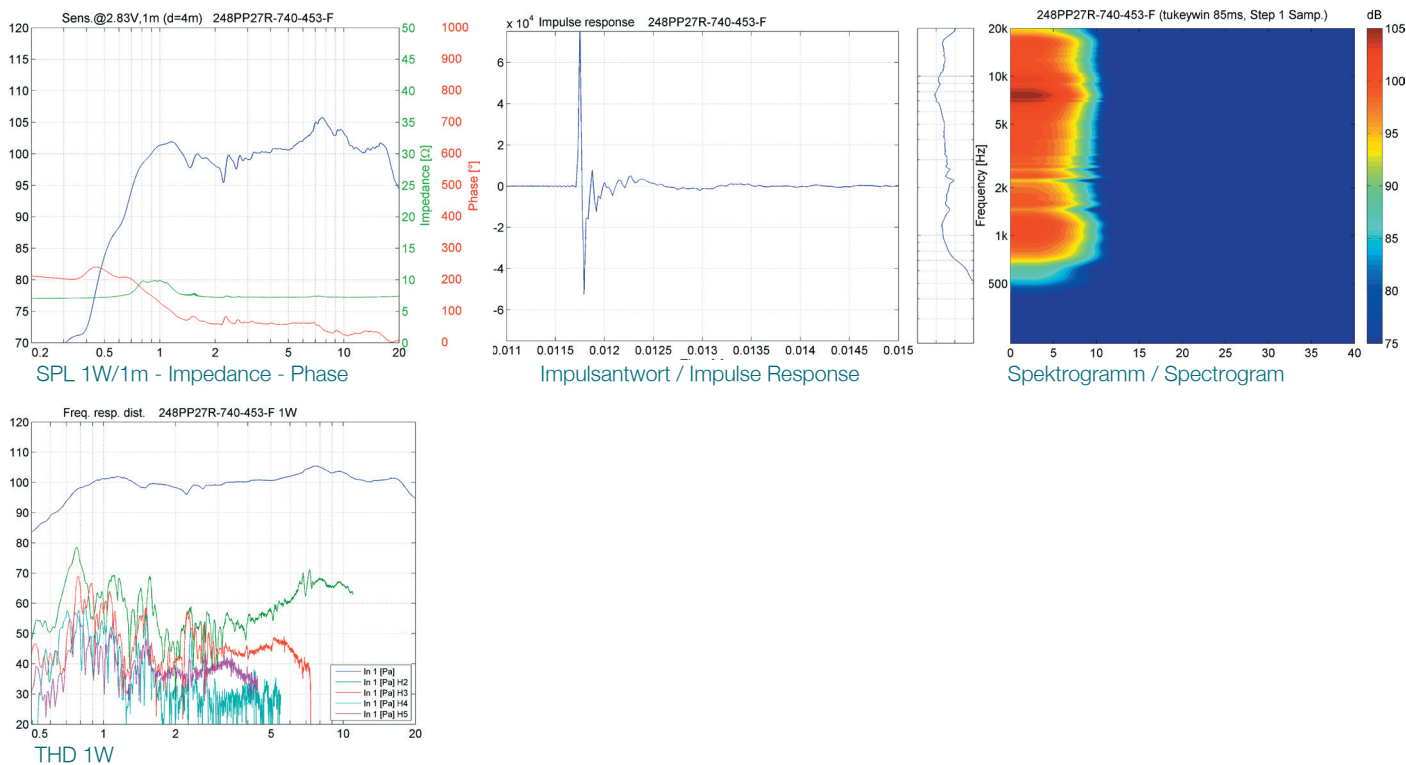 Sens.@2.83V,1m (d=4m) 248PP27R-740-453-F
120
115
110
105
100
95
90
85
80
75
70
0.2 0.5 1 2 5 10 20
50
45
40
35
30
25
20
15
10
5
0
Impedance [Ω]
1000
900
800
700
600
500
400
300
200
100
0
Phase [°]
SPL 1W/1m - Impedance - Phase
x 10⁴ Impulse response 248PP27R-740-453-F
6
4
2
0
-2
-4
-6
0.011 0.0115 0.012 0.0125 0.013 0.0135 0.014 0.0145 0.015
Impulsantwort / Impulse Response
248PP27R-740-453-F (tukeywin 85ms, Step 1 Samp.)
dB
20k
10k
5k
2k
1k
500
Frequency [Hz]
0 5 10 15 20 25 30 35 40
105
100
95
90
85
80
75
Spektrogramm / Spectrogram
Freq. resp. dist. 248PP27R-740-453-F 1W
120
110
100
90
80
70
60
50
40
30
20
0.5 1 2 5 10 20
In 1 [Pa]
In 1 [Pa] H2
In 1 [Pa] H3
In 1 [Pa] H4
In 1 [Pa] H5
THD 1W